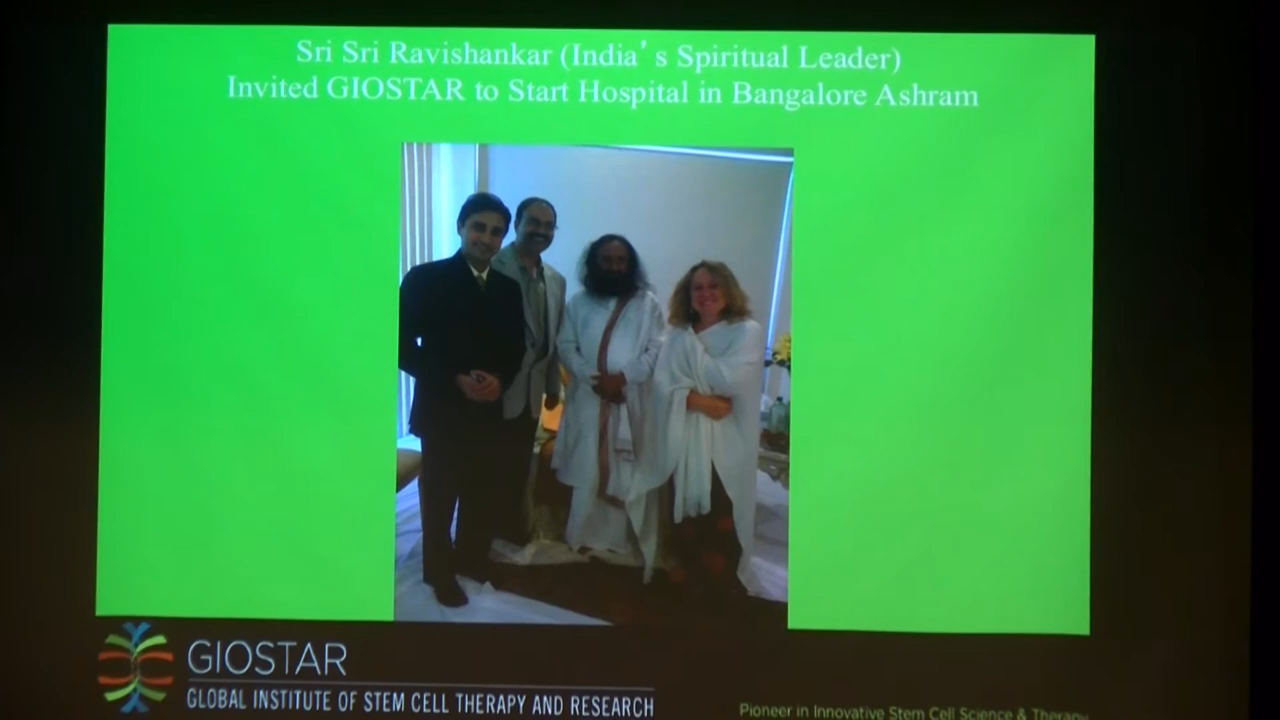 Sri Sri Ravishankar (India's Spiritual Leader)
Invited GIOSTAR to Start Hospital in Bangalore Ashram
GIOSTAR
GLOBAL INSTITUTE OF STEM CELL THERAPY AND RESEARCH
Pioneer in Innovative Stem Cell Science & Therapy